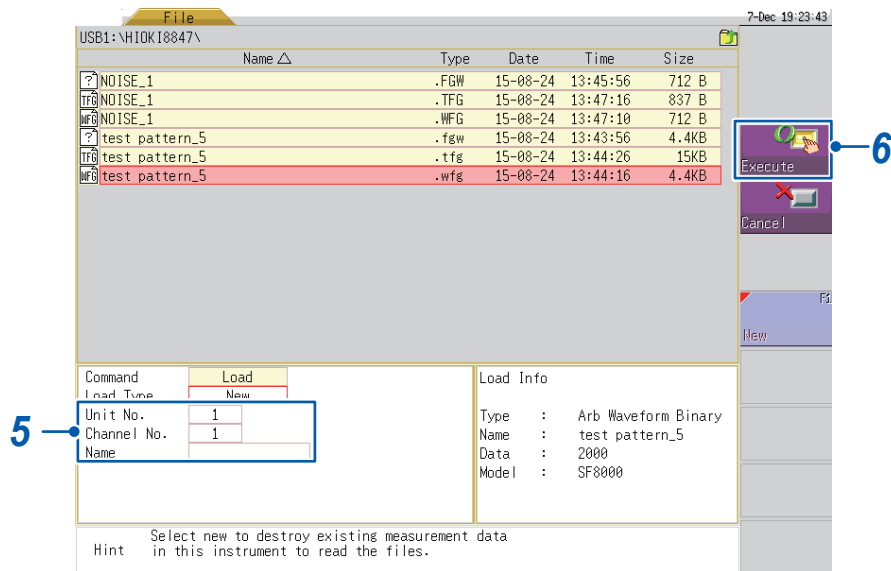 File
7-Dec 19:23:43
USB1:\HIOKI8847\
Name △ Type Date Time Size
? NOISE_1 .FGW 15-08-24 13:45:56 712 B
TFG NOISE_1 .TFG 15-08-24 13:47:16 837 B
WFG NOISE_1 .WFG 15-08-24 13:47:10 712 B
? test pattern_5 .fgw 15-08-24 13:43:56 4.4KB
TFG test pattern_5 .tfg 15-08-24 13:44:26 15KB
WFG test pattern_5 .wfg 15-08-24 13:44:16 4.4KB
Execute
6
Cancel
New
Command Load
Load Type New
5
Unit No. 1
Channel No. 1
Name
Load Info
Type : Arb Waveform Binary
Name : test pattern_5
Data : 2000
Model : SF8000
Hint Select new to destroy existing measurement data
in this instrument to read the files.